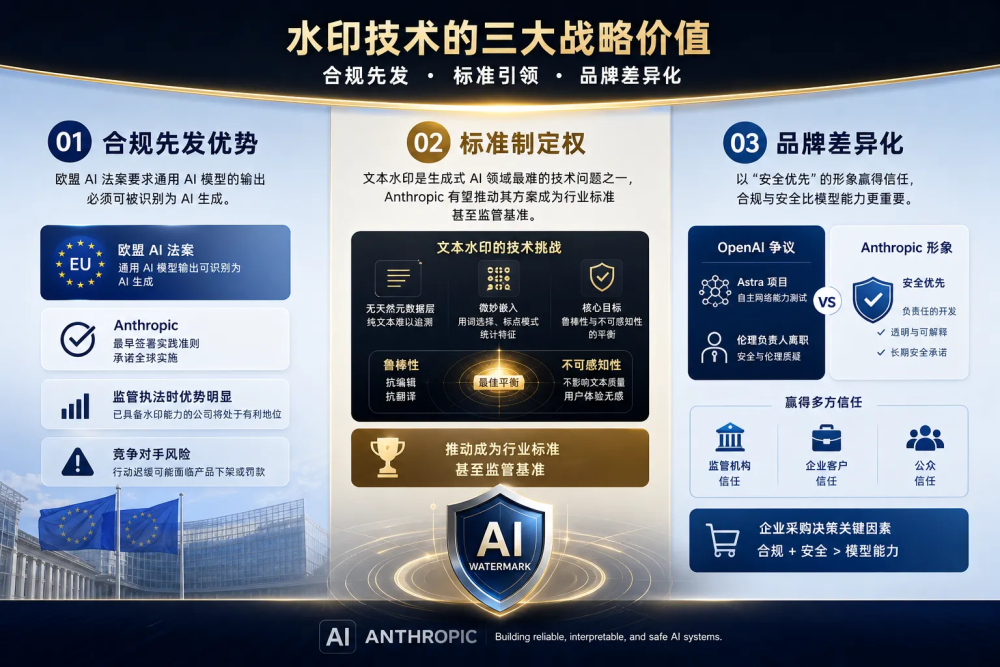 水印技术的三大战略价值
合规先发 • 标准引领 • 品牌差异化
01 合规先发优势
欧盟 AI 法案要求通用 AI 模型的输出
必须可被识别为 AI 生成。
EU
欧盟 AI 法案
通用 AI 模型输出可识别为
AI 生成
Anthropic
最早签署实践准则
承诺全球实施
监管执法时优势明显
已具备水印能力的公司将处于有利地位
竞争对手风险
行动迟缓可能面临产品下架或罚款
02 标准制定权
文本水印是生成式 AI 领域最难的技术问题之一，
Anthropic 有望推动其方案成为行业标准
甚至监管基准。
文本水印的技术挑战
无天然元数据层
纯文本难以追溯
微妙嵌入
用词选择、标点模式
统计特征
核心目标
鲁棒性与不可感知性
的平衡
鲁棒性
抗编辑
抗翻译
最佳平衡
不可感知性
不影响文本质量
用户体验无感
推动成为行业标准
甚至监管基准
AI
WATERMARK
03 品牌差异化
以“安全优先”的形象赢得信任，
合规与安全比模型能力更重要。
OpenAI 争议
Astra 项目
自主网络能力测试
伦理负责人离职
安全与伦理质疑
VS
Anthropic 形象
安全优先
负责任的开发
透明与可解释
长期安全承诺
赢得多方信任
监管机构
信任
企业客户
信任
公众
信任
企业采购决策关键因素
合规 + 安全 > 模型能力
AI ANTHROPIC Building reliable, interpretable, and safe AI systems.